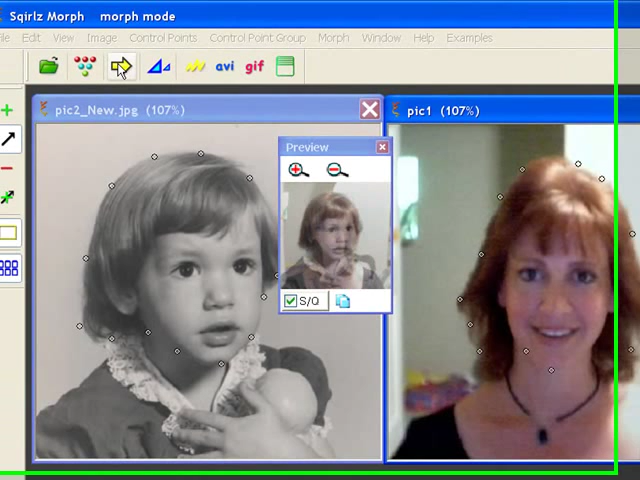 Sqirlz Morph morph mode
File Edit View Image Control Points Control Point Group Morph Window Help Examples
avi gif
pic2_New.jpg (107%)
pic1 (107%)
Preview
S/Q